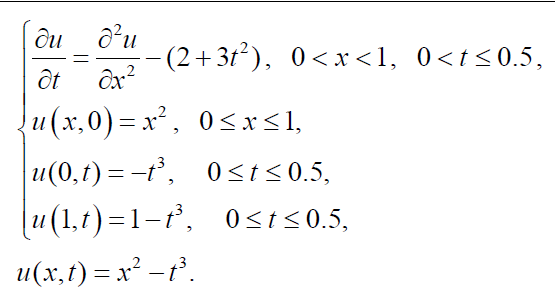 ∂u/∂t = ∂²u/∂x² − (2 + 3t²), 0 < x < 1, 0 < t ≤ 0.5,
u(x,0) = x², 0 ≤ x ≤ 1,
u(0,t) = −t³, 0 ≤ t ≤ 0.5,
u(1,t) = 1 − t³, 0 ≤ t ≤ 0.5,
u(x,t) = x² − t³.